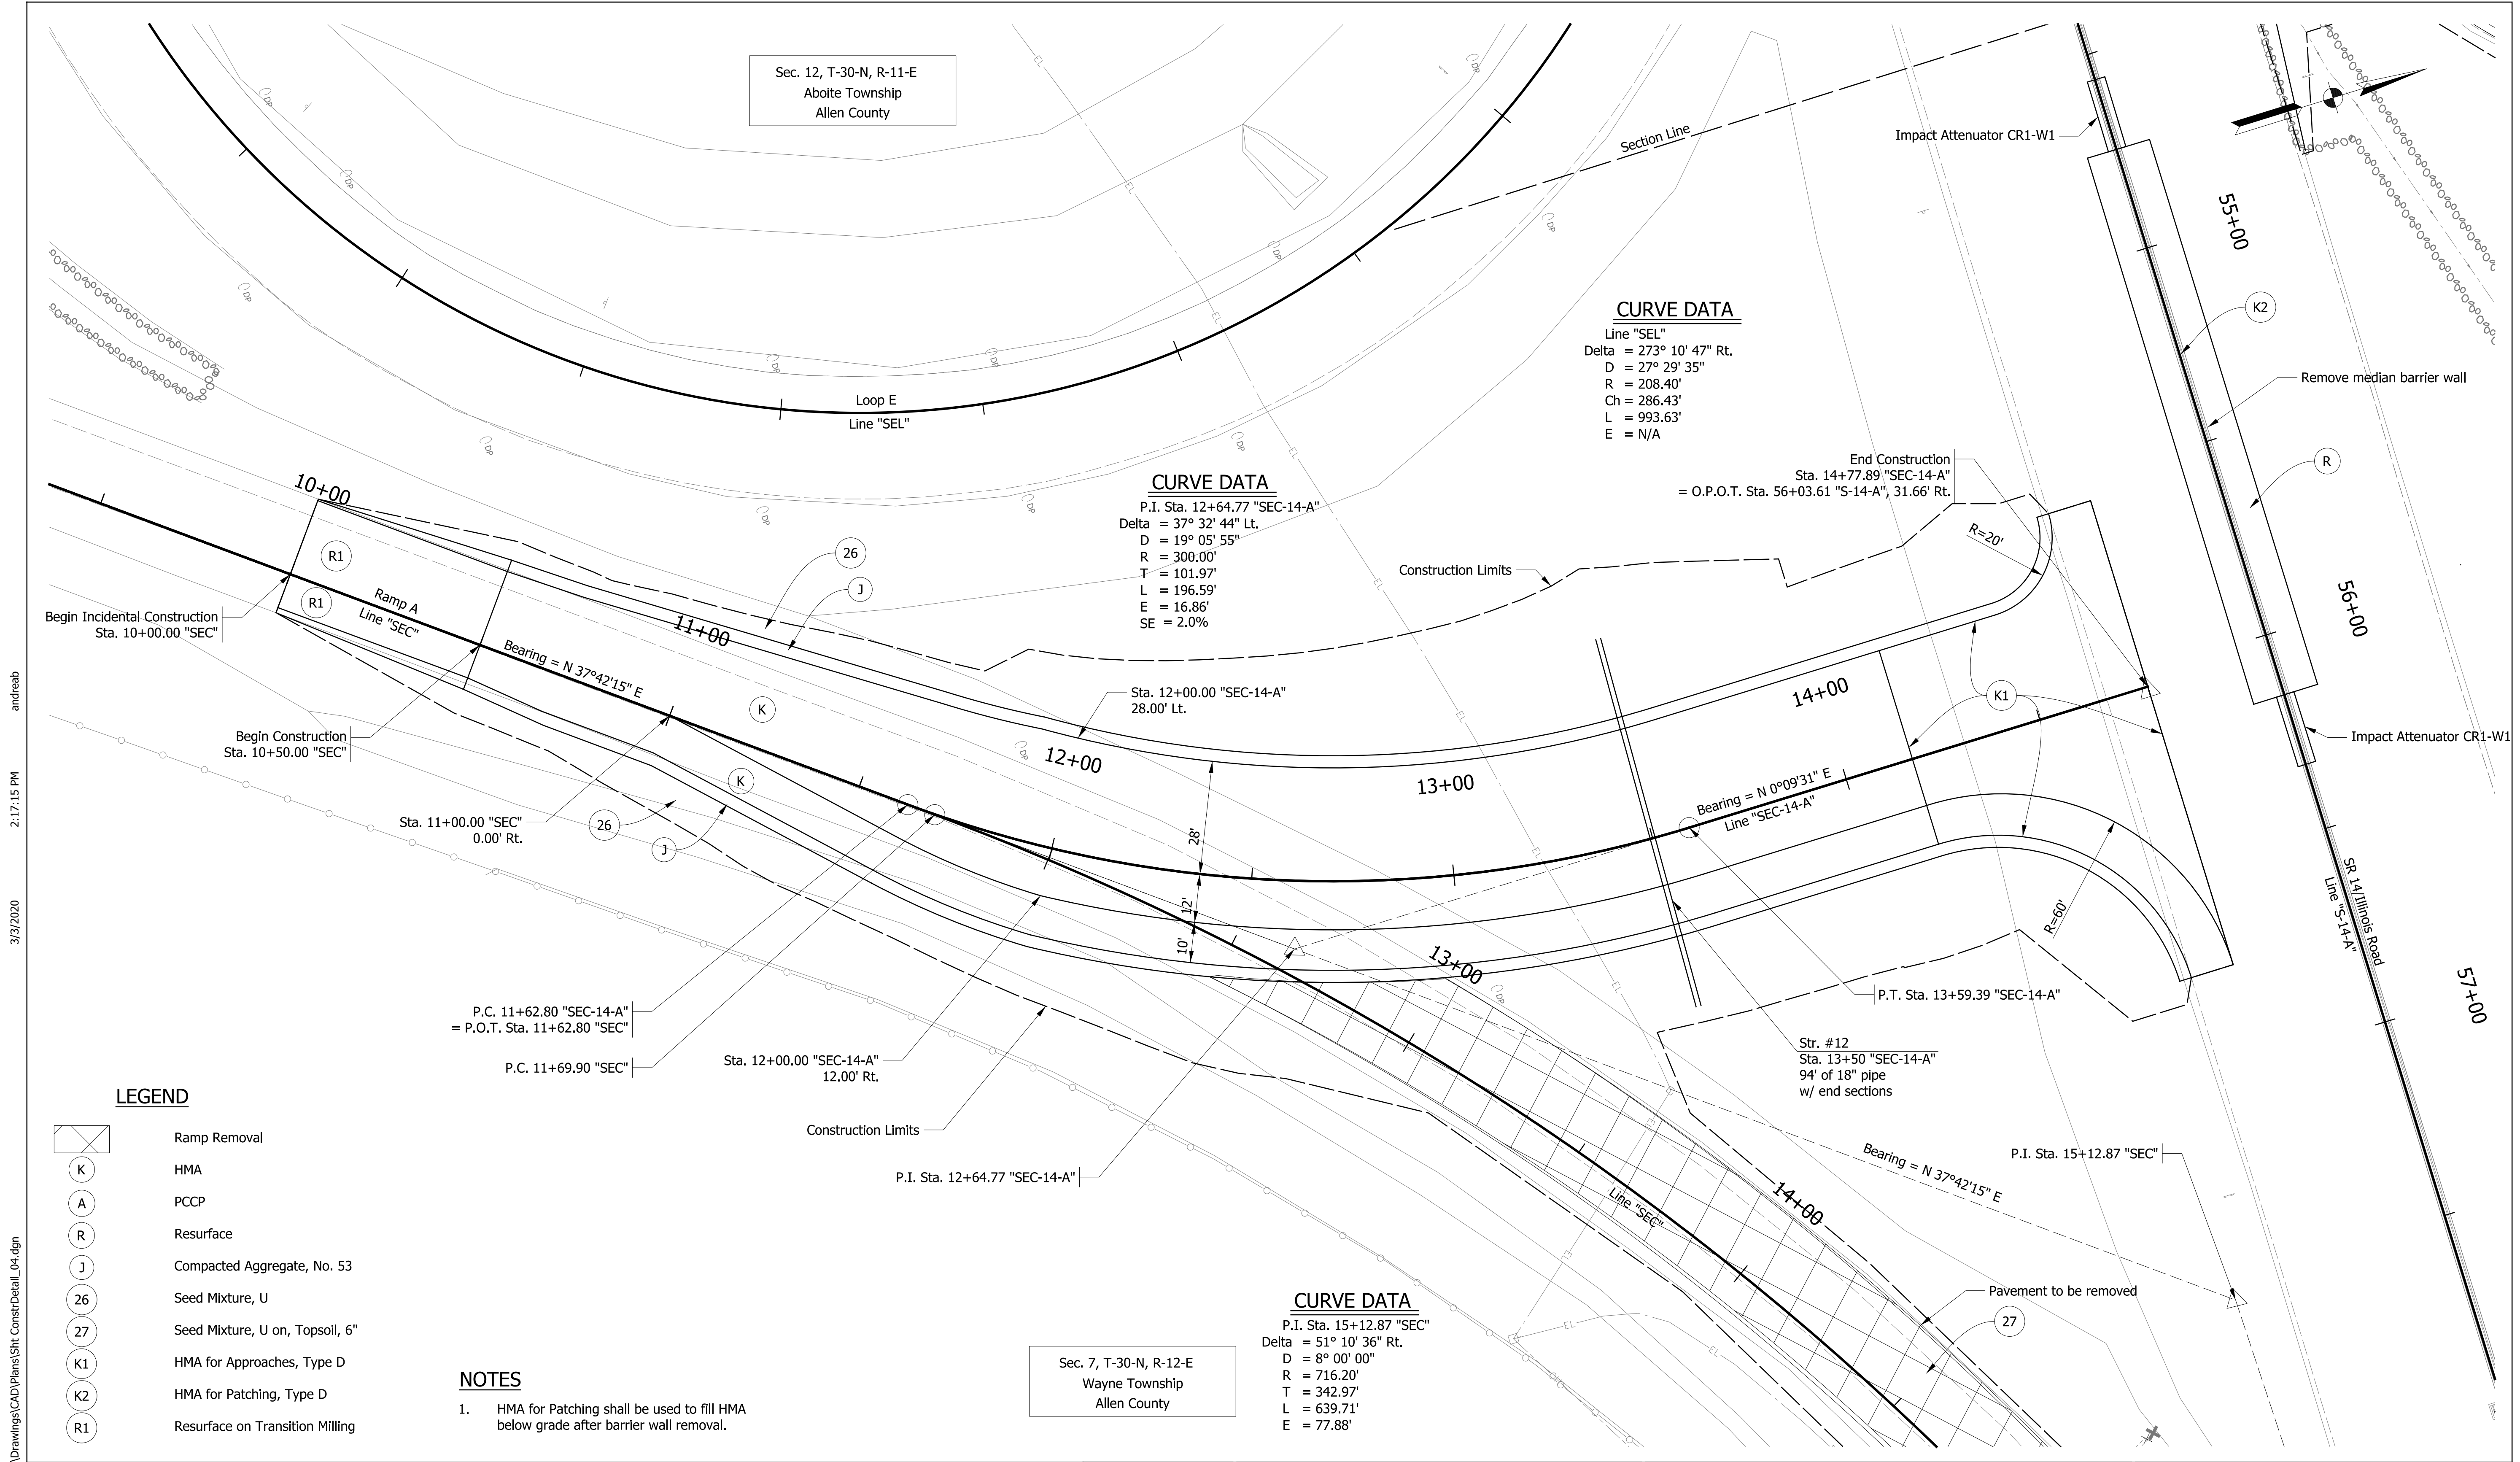 Sec. 12, T-30-N, R-11-E
Aboite Township
Allen County
Section Line
Impact Attenuator CR1-W1
55+00
K2
Remove median barrier wall
R
CURVE DATA
Line "SEL"
Delta = 273° 10' 47" Rt.
D = 27° 29' 35"
R = 208.40'
Ch = 286.43'
L = 993.63'
E = N/A
Loop E
Line "SEL"
End Construction
Sta. 14+77.89 "SEC-14-A"
= O.P.O.T. Sta. 56+03.61 "S-14-A", 31.66' Rt.
CURVE DATA
P.I. Sta. 12+64.77 "SEC-14-A"
Delta = 37° 32' 44" Lt.
D = 19° 05' 55"
R = 300.00'
T = 101.97'
L = 196.59'
E = 16.86'
SE = 2.0%
10+00
R1
R1
26
J
Construction Limits
R=20'
56+00
Begin Incidental Construction
Sta. 10+00.00 "SEC"
Ramp A
Line "SEC"
11+00
Bearing = N 37°42'15" E
K
Sta. 12+00.00 "SEC-14-A"
28.00' Lt.
14+00
K1
Begin Construction
Sta. 10+50.00 "SEC"
12+00
13+00
Impact Attenuator CR1-W1
K
Bearing = N 0°09'31" E
Line "SEC-14-A"
Sta. 11+00.00 "SEC"
0.00' Rt.
26
J
28'
12'
10'
R=60'
SR 14/Illinois Road
Line "S-14-A"
57+00
13+00
P.C. 11+62.80 "SEC-14-A"
= P.O.T. Sta. 11+62.80 "SEC"
P.T. Sta. 13+59.39 "SEC-14-A"
P.C. 11+69.90 "SEC"
Sta. 12+00.00 "SEC-14-A"
12.00' Rt.
Str. #12
Sta. 13+50 "SEC-14-A"
94' of 18" pipe
w/ end sections
Construction Limits
P.I. Sta. 12+64.77 "SEC-14-A"
Bearing = N 37°42'15" E
P.I. Sta. 15+12.87 "SEC"
Line "SEC"
14+00
Pavement to be removed
27
LEGEND
Ramp Removal
K HMA
A PCCP
R Resurface
J Compacted Aggregate, No. 53
26 Seed Mixture, U
27 Seed Mixture, U on, Topsoil, 6"
K1 HMA for Approaches, Type D
K2 HMA for Patching, Type D
R1 Resurface on Transition Milling
NOTES
1. HMA for Patching shall be used to fill HMA
below grade after barrier wall removal.
Sec. 7, T-30-N, R-12-E
Wayne Township
Allen County
CURVE DATA
P.I. Sta. 15+12.87 "SEC"
Delta = 51° 10' 36" Rt.
D = 8° 00' 00"
R = 716.20'
T = 342.97'
L = 639.71'
E = 77.88'
\Drawings\CAD\Plans\Sht ConstrDetail_04.dgn
3/3/2020
2:17:15 PM
andreab